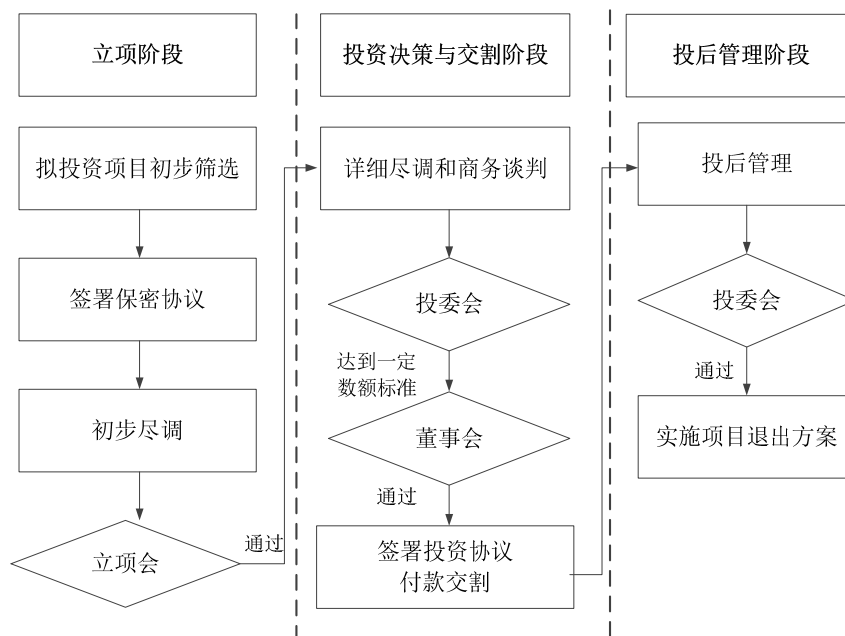 立项阶段
拟投资项目初步筛选
签署保密协议
初步尽调
立项会
通过
投资决策与交割阶段
详细尽调和商务谈判
投委会
达到一定
数额标准
董事会
通过
签署投资协议
付款交割
投后管理阶段
投后管理
投委会
通过
实施项目退出方案